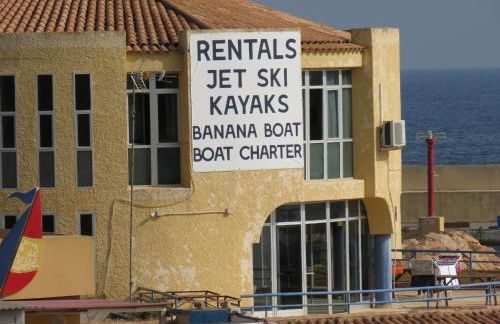 RENTALS
JET SKI
KAYAKS
BANANA BOAT
BOAT CHARTER